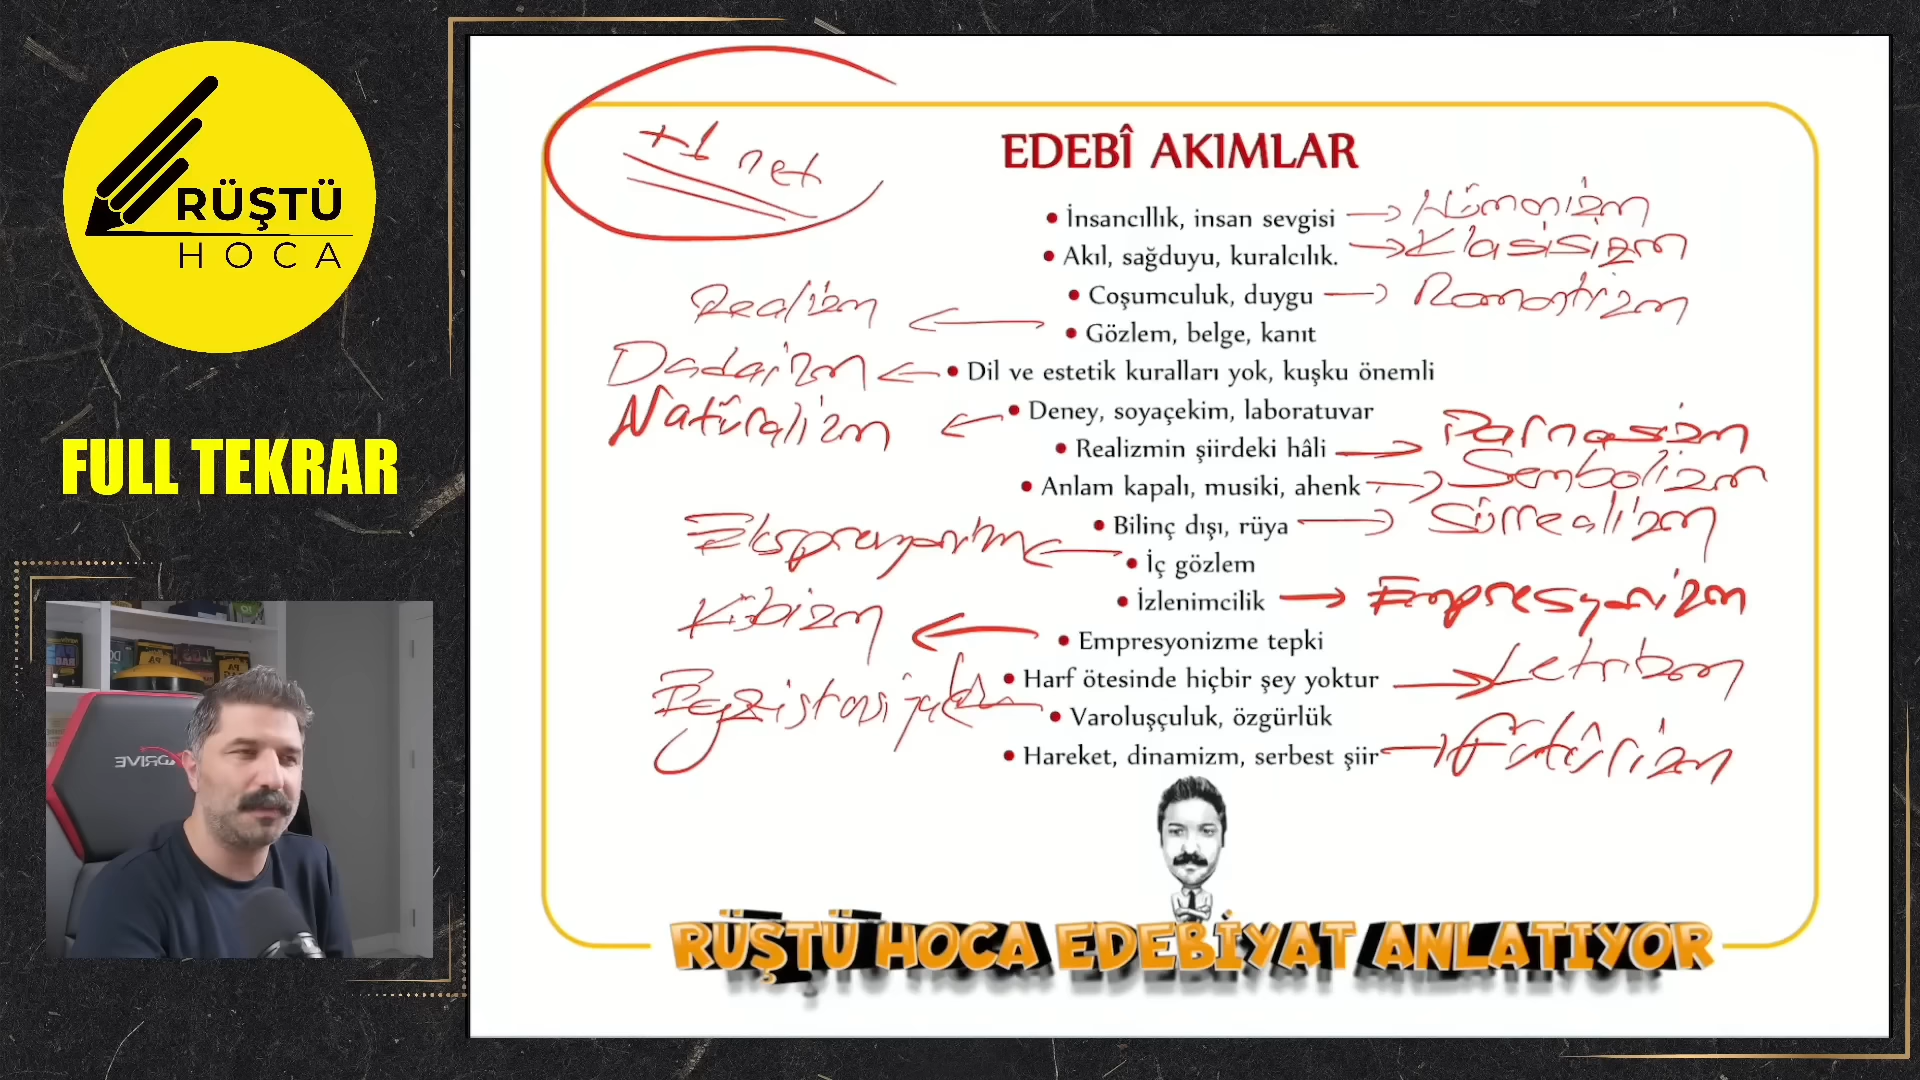 RÜŞTÜ
HOCA
FULL TEKRAR
+1 net
EDEBÎ AKIMLAR
• İnsancıllık, insan sevgisi → Hümanizm
• Akıl, sağduyu, kuralcılık. → Klasisizm
• Coşumculuk, duygu → Romantizm
Realizm ← • Gözlem, belge, kanıt
Dadaizm ← • Dil ve estetik kuralları yok, kuşku önemli
Natüralizm ← • Deney, soyaçekim, laboratuvar
• Realizmin şiirdeki hâli → Parnasizm
• Anlam kapalı, musiki, ahenk → Sembolizm
• Bilinç dışı, rüya → Sürrealizm
Ekspresyonizm ← • İç gözlem
• İzlenimcilik → Empresyonizm
Kübizm ← • Empresyonizme tepki
• Harf ötesinde hiçbir şey yoktur →
• Varoluşçuluk, özgürlük
• Hareket, dinamizm, serbest şiir → Fütürizm
RÜŞTÜ HOCA EDEBİYAT ANLATIYOR